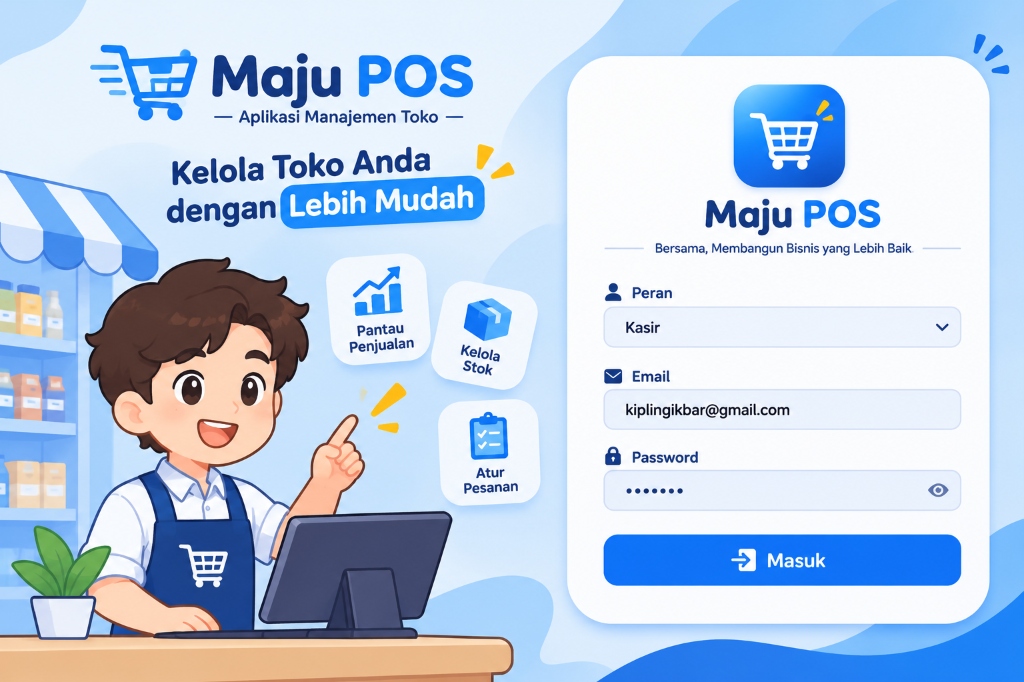 Maju POS
— Aplikasi Manajemen Toko —
Kelola Toko Anda
dengan Lebih Mudah
Pantau
Penjualan
Kelola
Stok
Atur
Pesanan
Maju POS
Bersama, Membangun Bisnis yang Lebih Baik.
Peran
Kasir
Email
kiplingikbar@gmail.com
Password
•••••••
Masuk